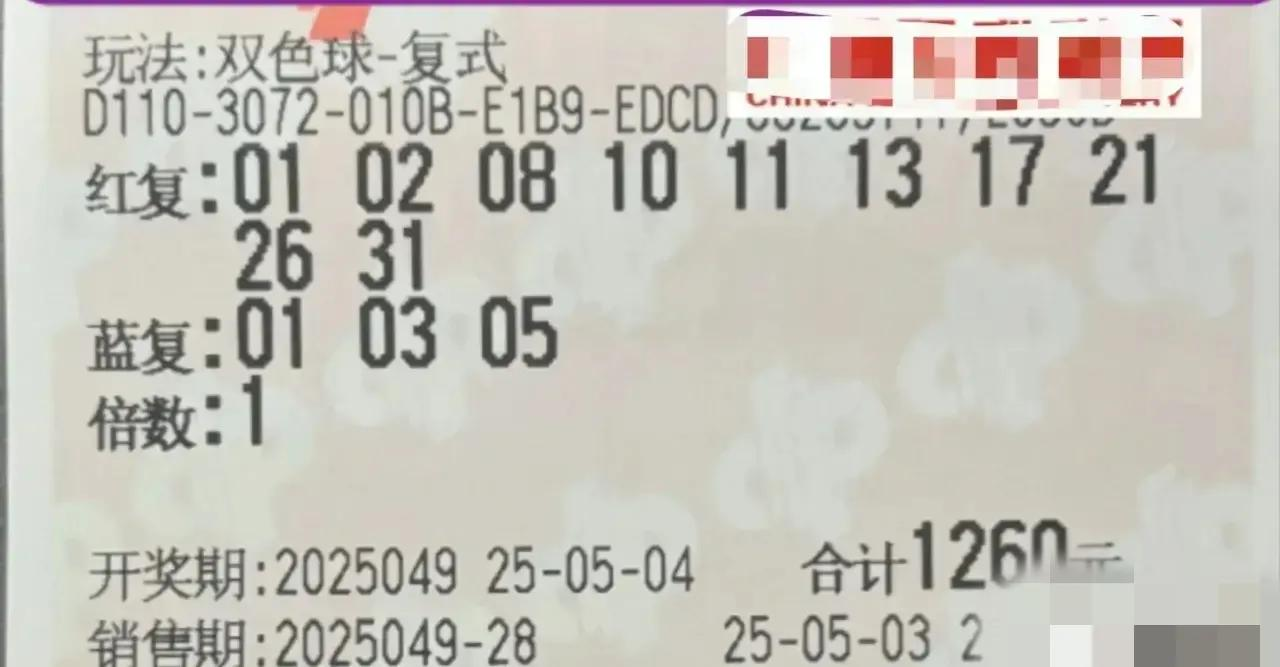 玩法:双色球-复式
D110-3072-010B-E1B9-EDCD/
红复:01 02 08 10 11 13 17 21
26 31
蓝复:01 03 05
倍数:1
开奖期:2025049 25-05-04 合计1260元
销售期:2025049-28 25-05-03 2